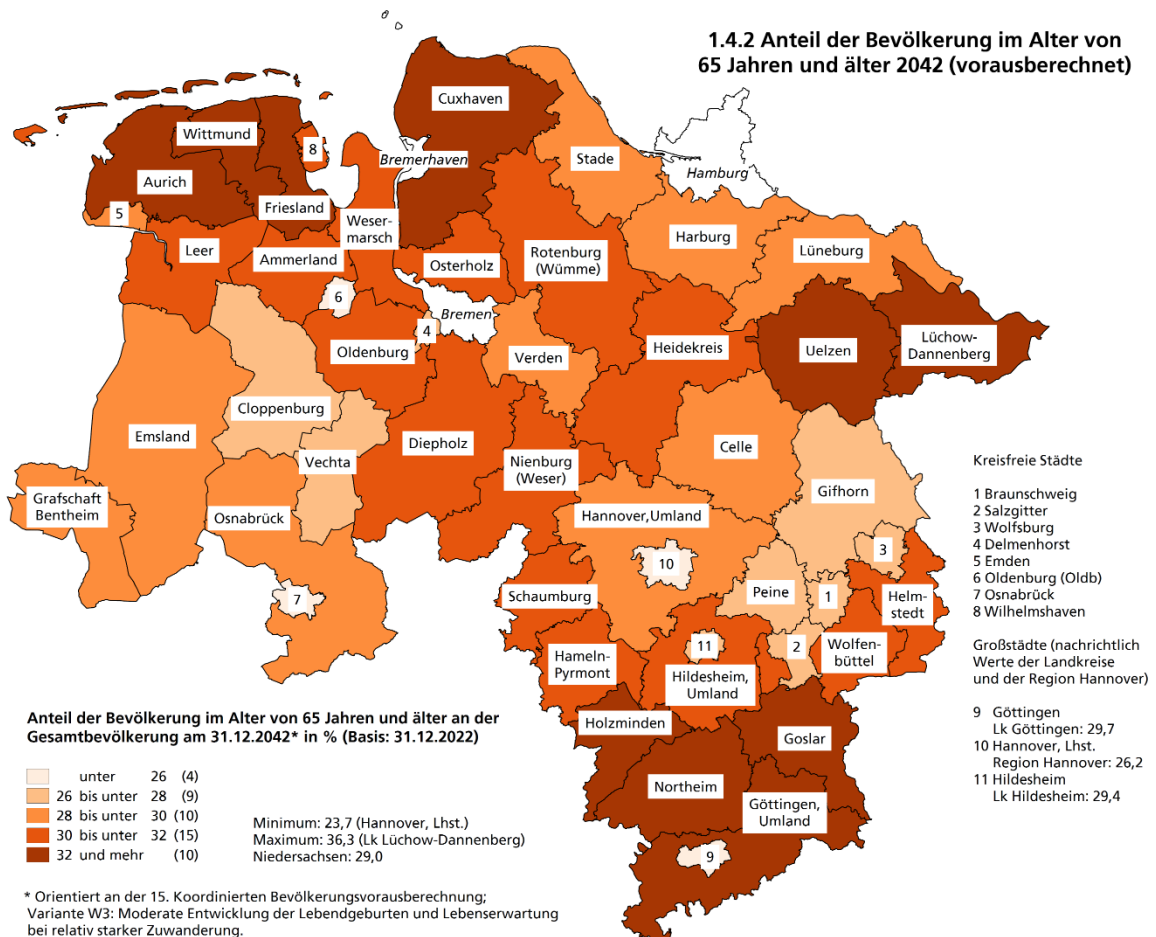 1.4.2 Anteil der Bevölkerung im Alter von
65 Jahren und älter 2042 (vorausberechnet)
Cuxhaven
Wittmund
8
Bremerhaven
Stade
Hamburg
Aurich
5
Friesland
Weser-
marsch
Leer
Ammerland
Osterholz
Rotenburg
(Wümme)
Harburg
Lüneburg
6
Bremen
4
Oldenburg
Verden
Heidekreis
Uelzen
Lüchow-
Dannenberg
Cloppenburg
Emsland
Diepholz
Celle
Vechta
Nienburg
(Weser)
Gifhorn
Grafschaft
Bentheim
Osnabrück
Hannover,Umland
3
10
7
Schaumburg
Peine
1
Helm-
stedt
11
2
Wolfen-
büttel
Hameln-
Pyrmont
Hildesheim,
Umland
Holzminden
Goslar
Northeim
Göttingen,
Umland
9
Kreisfreie Städte
1 Braunschweig
2 Salzgitter
3 Wolfsburg
4 Delmenhorst
5 Emden
6 Oldenburg (Oldb)
7 Osnabrück
8 Wilhelmshaven
Großstädte (nachrichtlich
Werte der Landkreise
und der Region Hannover)
9 Göttingen
Lk Göttingen: 29,7
10 Hannover, Lhst.
Region Hannover: 26,2
11 Hildesheim
Lk Hildesheim: 29,4
Anteil der Bevölkerung im Alter von 65 Jahren und älter an der
Gesamtbevölkerung am 31.12.2042* in % (Basis: 31.12.2022)
unter 26 (4)
26 bis unter 28 (9)
28 bis unter 30 (10)
30 bis unter 32 (15)
32 und mehr (10)
Minimum: 23,7 (Hannover, Lhst.)
Maximum: 36,3 (Lk Lüchow-Dannenberg)
Niedersachsen: 29,0
* Orientiert an der 15. Koordinierten Bevölkerungsvorausberechnung;
Variante W3: Moderate Entwicklung der Lebendgeburten und Lebenserwartung
bei relativ starker Zuwanderung.